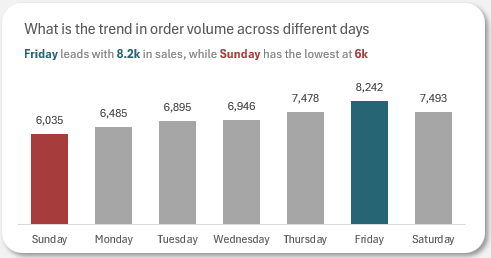 What is the trend in order volume across different days
Friday leads with 8.2k in sales, while Sunday has the lowest at 6k
6,035 6,485 6,895 6,946 7,478 8,242 7,493
Sunday Monday Tuesday Wednesday Thursday Friday Saturday